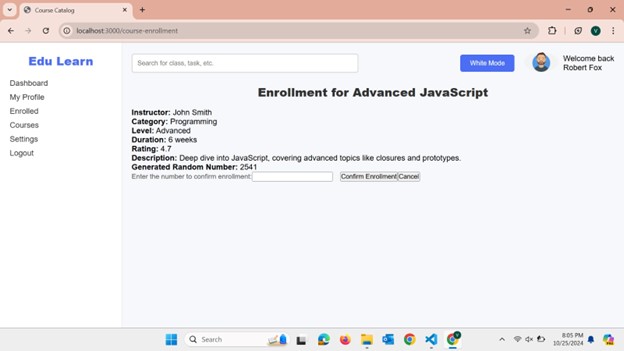 Course Catalog
localhost:3000/course-enrollment
V
Edu Learn
Search for class, task, etc.
White Mode
Welcome back
Robert Fox
Dashboard
My Profile
Enrolled
Courses
Settings
Logout
Enrollment for Advanced JavaScript
Instructor: John Smith
Category: Programming
Level: Advanced
Duration: 6 weeks
Rating: 4.7
Description: Deep dive into JavaScript, covering advanced topics like closures and prototypes.
Generated Random Number: 2541
Enter the number to confirm enrollment:
Confirm Enrollment Cancel
Search
8:05 PM
10/25/2024